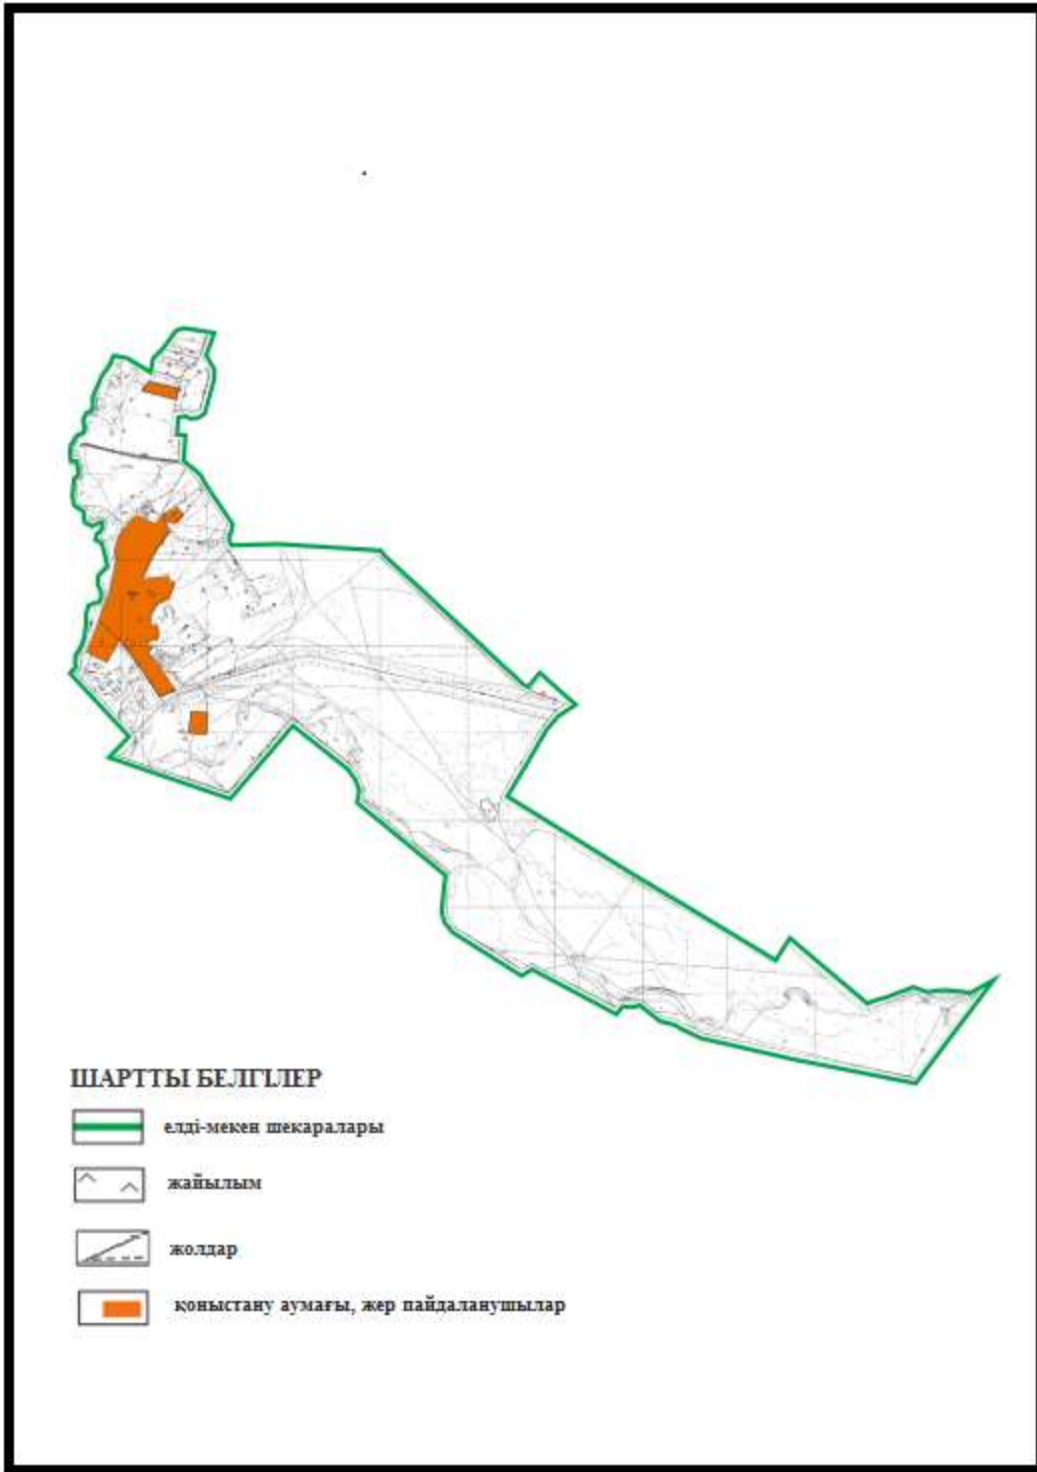 ШАРТТЫ БЕЛГІЛЕР
елді-мекен шекаралары
жайылым
жолдар
қоныстану аумағы, жер пайдаланушылар